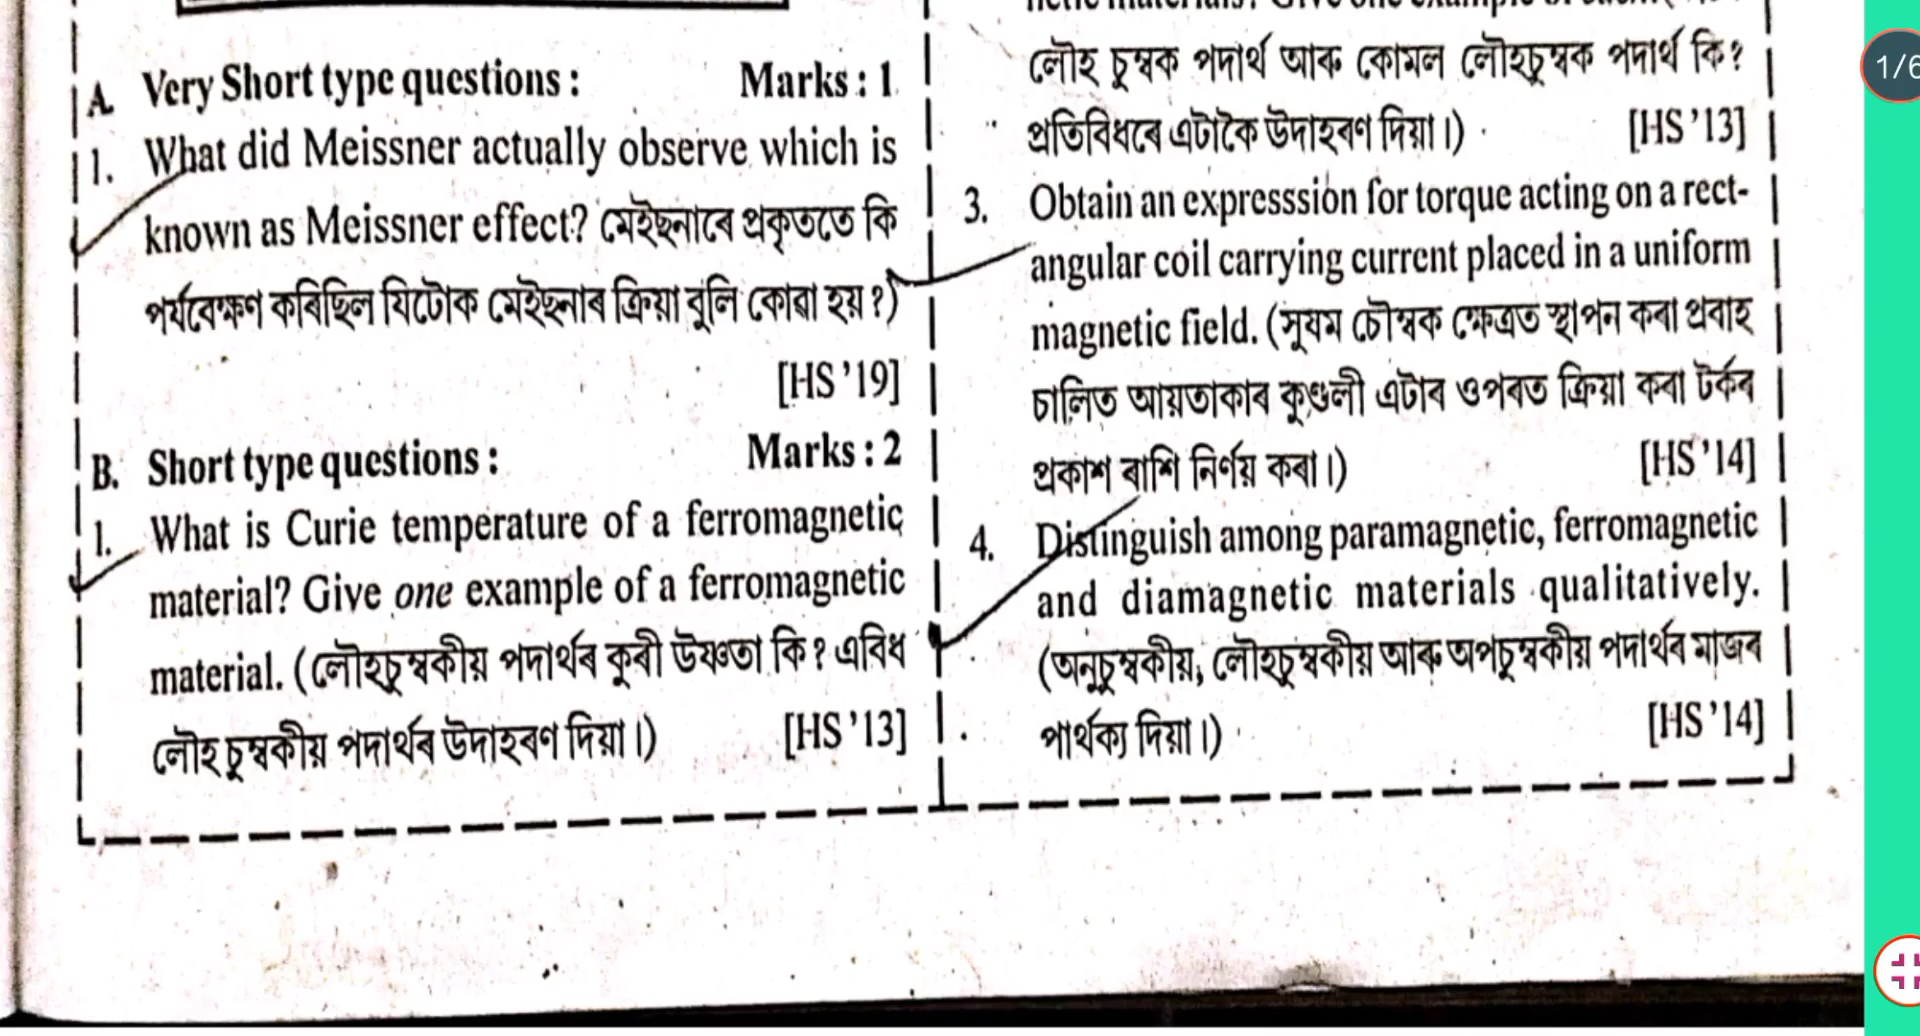 A. Very Short type questions : Marks : 1
1. What did Meissner actually observe which is
known as Meissner effect? মেইছনাৰে প্ৰকৃততে কি
পৰ্যবেক্ষণ কৰিছিল যিটোক মেইছনাৰ ক্ৰিয়া বুলি কোৱা হয় ?)
[HS '19]
B. Short type questions : Marks : 2
1. What is Curie temperature of a ferromagnetic
material? Give one example of a ferromagnetic
material. (লৌহচুম্বকীয় পদাৰ্থৰ কুৰী উষ্ণতা কি ? এবিধ
লৌহ চুম্বকীয় পদাৰ্থৰ উদাহৰণ দিয়া ।) [HS '13]
লৌহ চুম্বক পদাৰ্থ আৰু কোমল লৌহচুম্বক পদাৰ্থ কি ?
প্ৰতিবিধৰে এটাকৈ উদাহৰণ দিয়া ।) [HS '13]
3. Obtain an expresssion for torque acting on a rect-
angular coil carrying current placed in a uniform
magnetic field. (সুষম চৌম্বক ক্ষেত্ৰত স্থাপন কৰা প্ৰবাহ
চালিত আয়তাকাৰ কুণ্ডলী এটাৰ ওপৰত ক্ৰিয়া কৰা টৰ্কৰ
প্ৰকাশ ৰাশি নিৰ্ণয় কৰা ।) [HS '14]
4. Distinguish among paramagnetic, ferromagnetic
and diamagnetic materials qualitatively.
(অনুচুম্বকীয়, লৌহচুম্বকীয় আৰু অপচুম্বকীয় পদাৰ্থৰ মাজৰ
পাৰ্থক্য দিয়া ।) [HS '14]
1/6